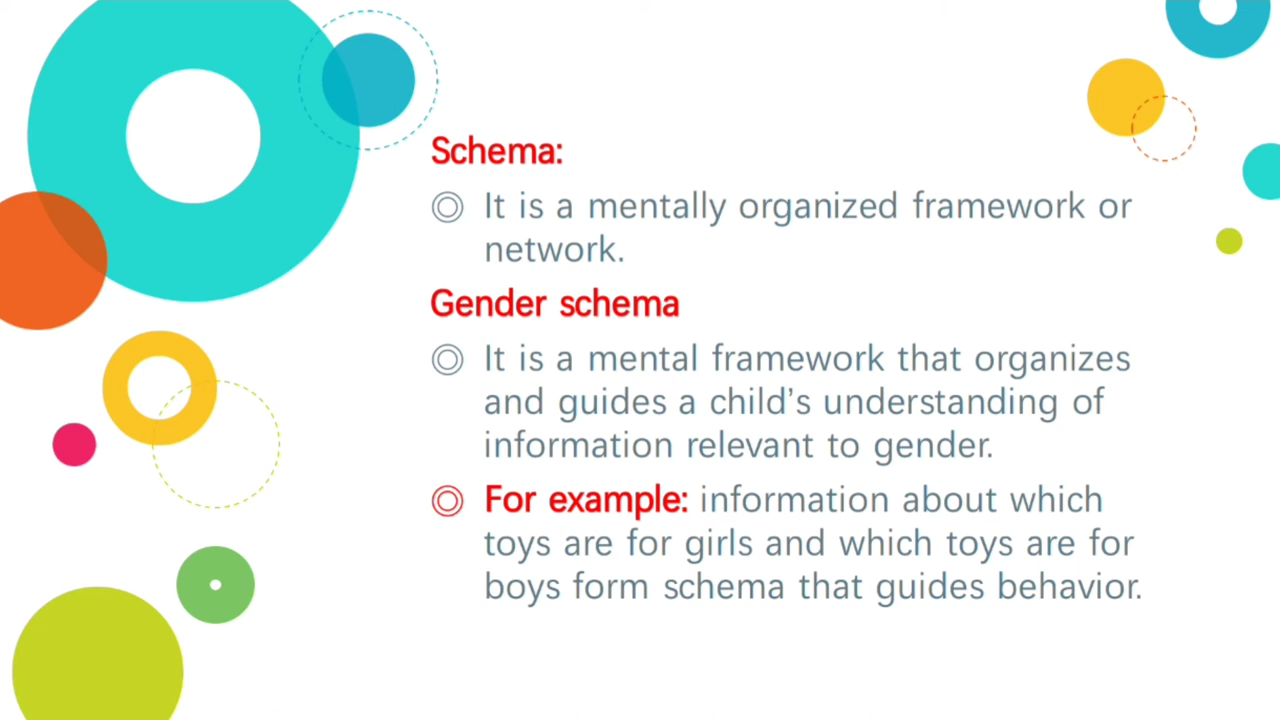 Schema:
◎ It is a mentally organized framework or
network.
Gender schema
◎ It is a mental framework that organizes
and guides a child’s understanding of
information relevant to gender.
◎ For example: information about which
toys are for girls and which toys are for
boys form schema that guides behavior.